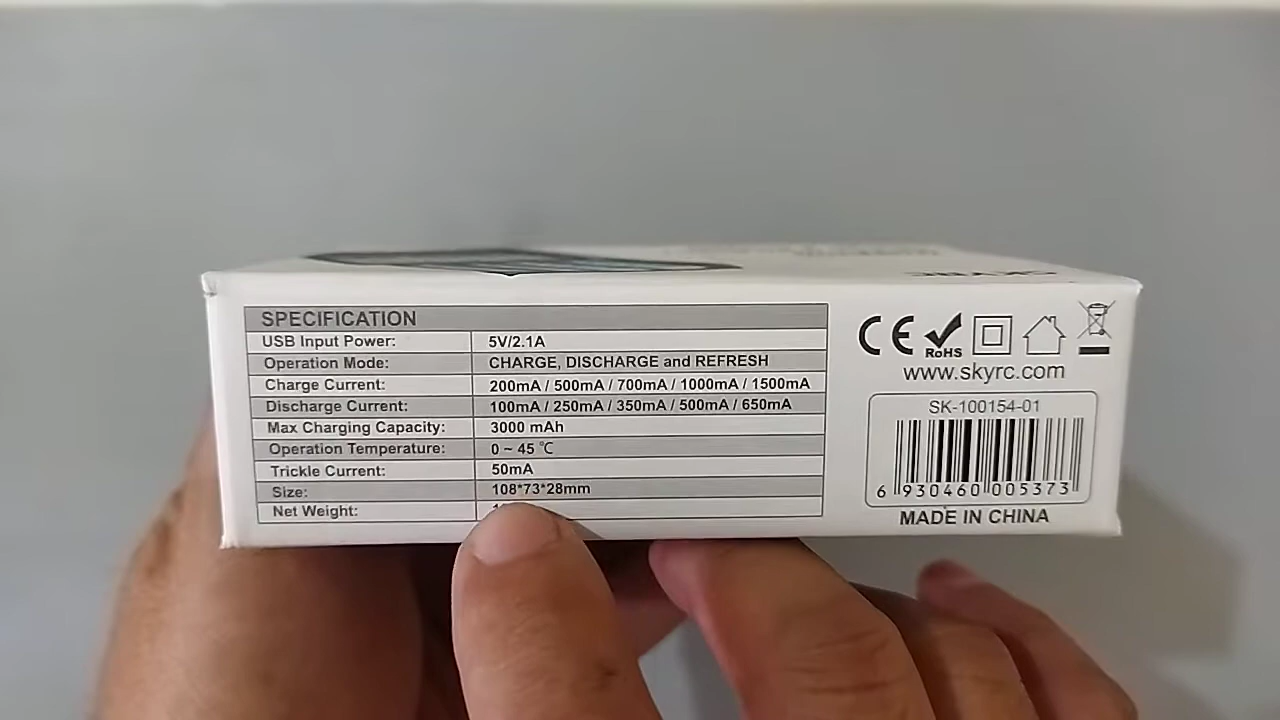 SPECIFICATION
USB Input Power: 5V/2.1A
Operation Mode: CHARGE, DISCHARGE and REFRESH
Charge Current: 200mA / 500mA / 700mA / 1000mA / 1500mA
Discharge Current: 100mA / 250mA / 350mA / 500mA / 650mA
Max Charging Capacity: 3000 mAh
Operation Temperature: 0 ~ 45 ℃
Trickle Current: 50mA
Size: 108*73*28mm
Net Weight:
CE RoHS
www.skyrc.com
SK-100154-01
6 930460 005373
MADE IN CHINA